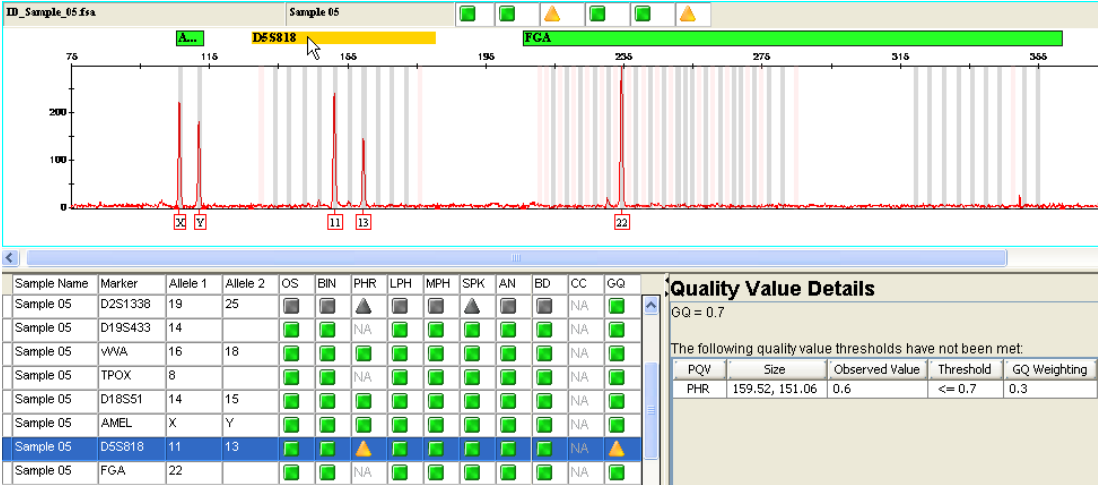 ID_Sample_05.fsa Sample 05
A... D5S818 FGA
75 115 155 195 235 275 315 355
200
100
0
X Y 11 13 22
Sample Name Marker Allele 1 Allele 2 OS BIN PHR LPH MPH SPK AN BD CC GQ
Sample 05 D2S1338 19 25 NA
Sample 05 D19S433 14 NA NA
Sample 05 vWA 16 18 NA
Sample 05 TPOX 8 NA NA
Sample 05 D18S51 14 15 NA
Sample 05 AMEL X Y NA
Sample 05 D5S818 11 13 NA
Sample 05 FGA 22 NA NA
Quality Value Details
GQ = 0.7
The following quality value thresholds have not been met:
PQV Size Observed Value Threshold GQ Weighting
PHR 159.52, 151.06 0.6 <= 0.7 0.3